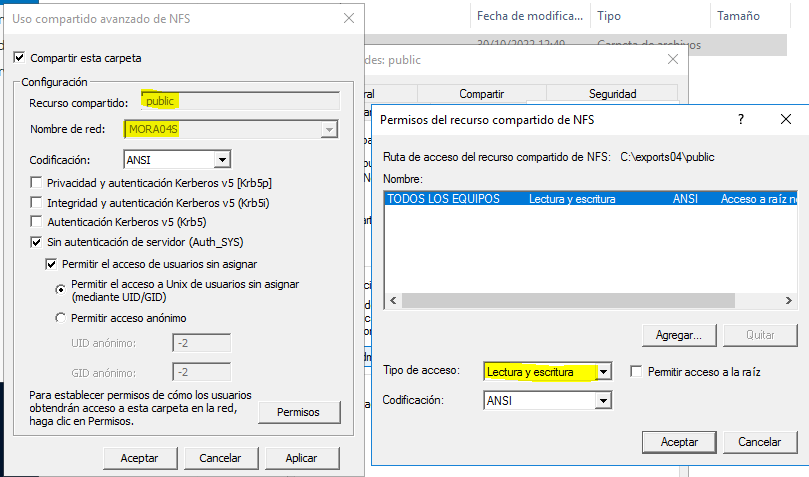 Uso compartido avanzado de NFS
Compartir esta carpeta
Configuración
Recurso compartido: public
Nombre de red: MORA04S
Codificación: ANSI
Privacidad y autenticación Kerberos v5 [Krb5p]
Integridad y autenticación Kerberos v5 (Krb5i)
Autenticación Kerberos v5 (Krb5)
Sin autenticación de servidor (Auth_SYS)
Permitir el acceso de usuarios sin asignar
Permitir el acceso a Unix de usuarios sin asignar
(mediante UID/GID)
Permitir acceso anónimo
UID anónimo: -2
GID anónimo: -2
Para establecer permisos de cómo los usuarios
obtendrán acceso a esta carpeta en la red,
haga clic en Permisos.
Permisos
Aceptar Cancelar Aplicar
Fecha de modifica... Tipo Tamaño
30/10/2022 12:49 Carpeta de archivos
des: public
ral Compartir Seguridad
Permisos del recurso compartido de NFS
?
Ruta de acceso del recurso compartido de NFS: C:\exports04\public
Nombre:
TODOS LOS EQUIPOS Lectura y escritura ANSI Acceso a raíz n
Agregar... Quitar
Tipo de acceso: Lectura y escritura Permitir acceso a la raíz
Codificación: ANSI
Aceptar Cancelar